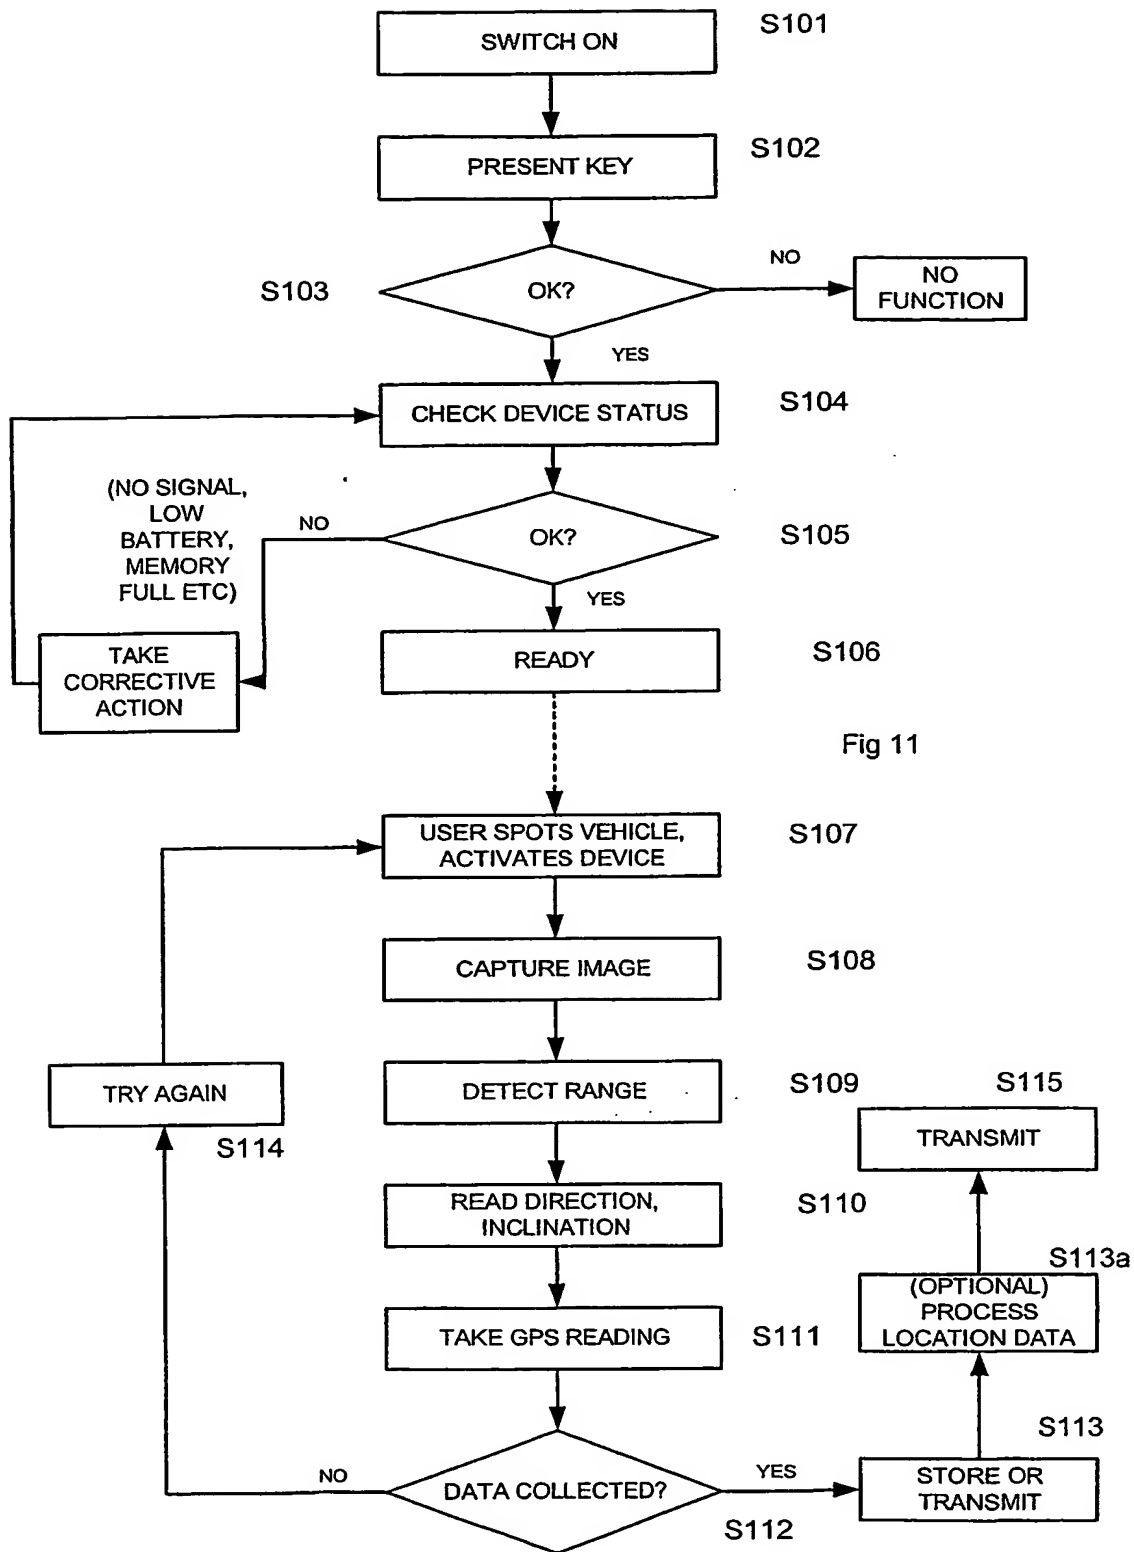 SWITCH ON
S101
PRESENT KEY
S102
S103
OK?
NO
NO
FUNCTION
YES
CHECK DEVICE STATUS
S104
(NO SIGNAL,
LOW
BATTERY,
MEMORY
FULL ETC)
NO
OK?
S105
YES
TAKE
CORRECTIVE
ACTION
READY
S106
Fig 11
USER SPOTS VEHICLE,
ACTIVATES DEVICE
S107
CAPTURE IMAGE
S108
TRY AGAIN
S114
DETECT RANGE
S109
S115
TRANSMIT
READ DIRECTION,
INCLINATION
S110
S113a
(OPTIONAL)
PROCESS
LOCATION DATA
TAKE GPS READING
S111
S113
NO
DATA COLLECTED?
YES
STORE OR
TRANSMIT
S112